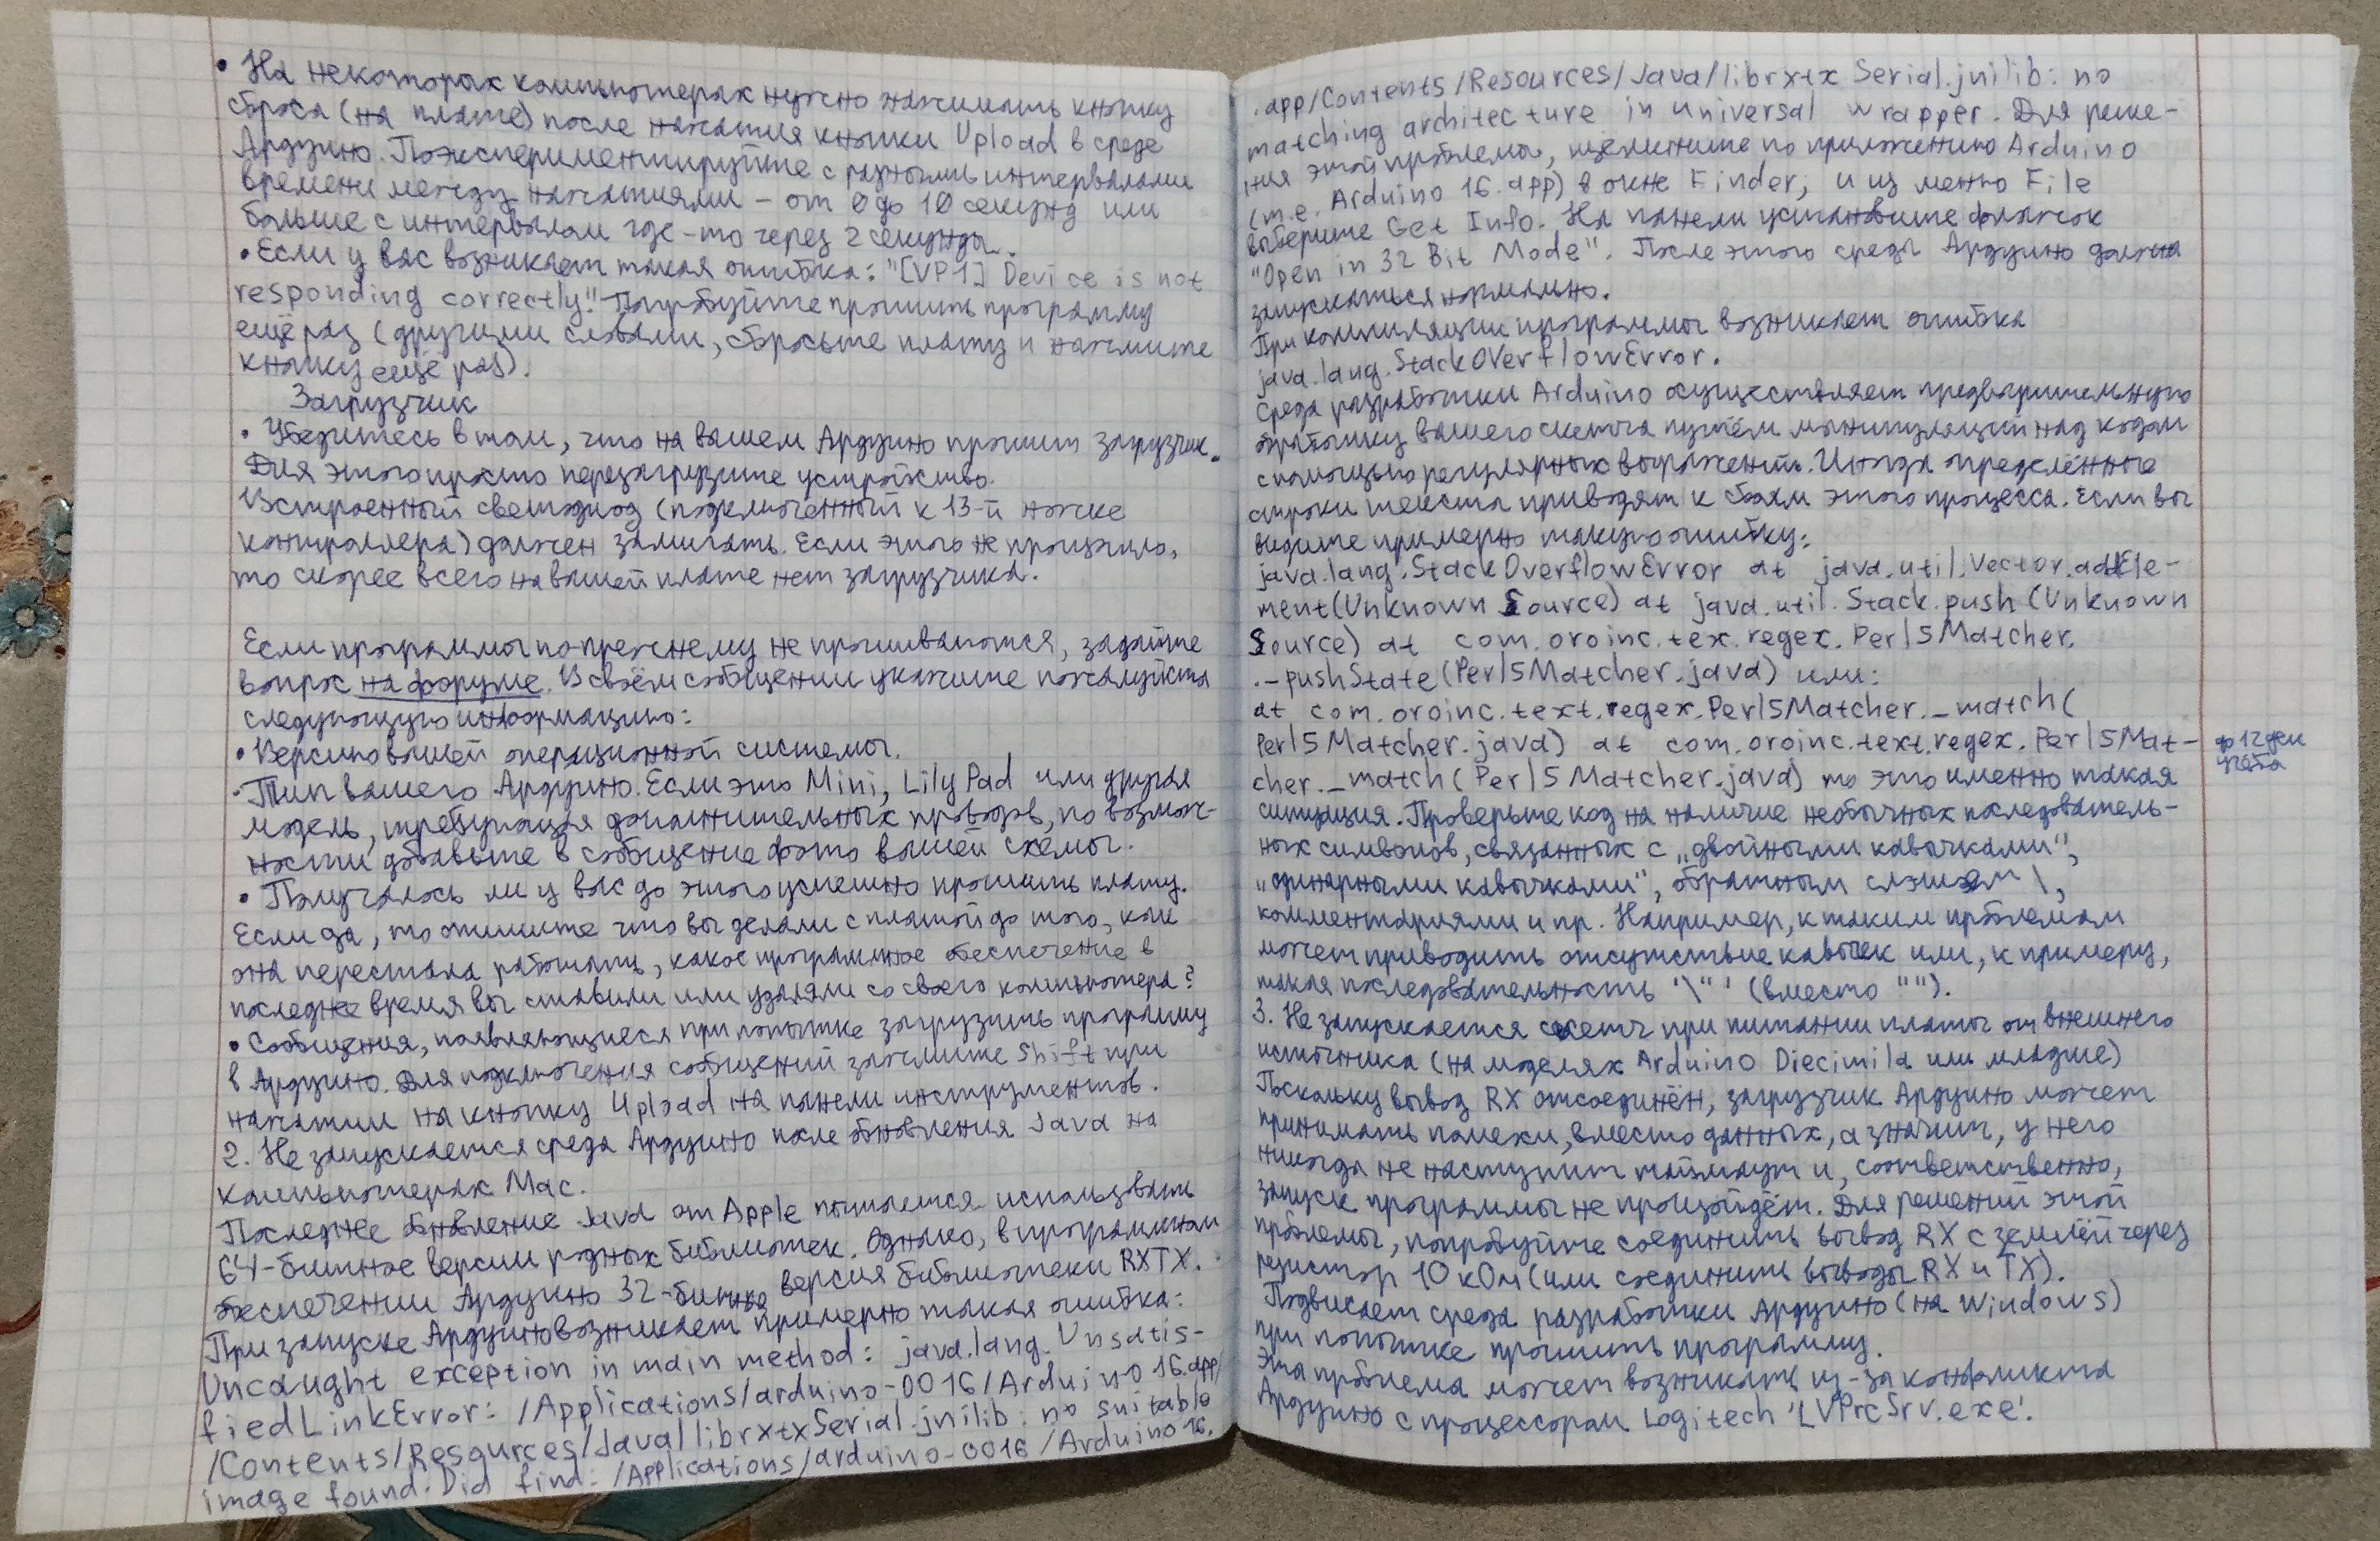 • На некоторых компьютерах нужно нажимать кнопку
сброса (на плате) после нажатия кнопки Upload в среде
Ардуино. Поэкспериментируйте с разными интервалами
времени между нажатиями – от 0 до 10 секунд или
больше с интервалом где-то через 2 секунды.
• Если у вас возникает такая ошибка: "[VP1] Device is not
responding correctly." Попробуйте прошить программу
ещё раз (другими словами, сбросьте плату и нажмите
кнопку ещё раз).
Загрузчик
• Убедитесь в том, что на вашем Ардуино прошит загрузчик.
Для этого просто перезагрузите устройство.
Встроенный светодиод (подключенный к 13-й ножке
контроллера) должен замигать. Если этого не произошло,
то скорее всего на вашей плате нет загрузчика.
Если программы по-прежнему не прошиваются, задайте
вопрос на форуме. В своём сообщении укажите пожалуйста
следующую информацию:
• Версию вашей операционной системы.
• Тип вашего Ардуино. Если это Mini, LilyPad или другая
модель, требующая дополнительных проводов, по возмож-
ности добавьте в сообщение фото вашей схемы.
• Получалось ли у вас до этого успешно прошить плату.
Если да, то опишите что вы делали с платой до того, как
она перестала работать, какое программное обеспечение в
последнее время вы ставили или удаляли со своего компьютера?
• Сообщения, появляющиеся при попытке загрузить программу
в Ардуино. Для подключения сообщений зажмите Shift при
нажатии на кнопку Upload на панели инструментов.
2. Не запускается среда Ардуино после обновления Java на
компьютерах Mac.
Последнее обновление Java от Apple пытается использовать
64-битное версии родных библиотек. Однако, в программном
обеспечении Ардуино 32-битная версия библиотеки RXTX.
При запуске Ардуино возникает примерно такая ошибка:
Uncaught exception in main method: java.lang.Unsatis-
fiedLinkError: /Applications/arduino-0016/Arduino 16.app/
/Contents/Resources/Java/librxtxSerial.jnilib: no suitable
image found. Did find: /Applications/arduino-0016/Arduino 16.
.app/Contents/Resources/Java/librxtx Serial.jnilib: no
matching architecture in universal wrapper. Для реше-
ния этой проблемы, щелкните по приложению Arduino
(т.е. Arduino 16.app) в окне Finder, и из меню File
выберите Get Info. На панели установите флажок
"Open in 32 Bit Mode". После этого среда Ардуино должна
запускаться нормально.
При компиляции программы возникает ошибка
java.lang.StackOverflowError.
Среда разработки Arduino осуществляет предварительную
обработку вашего скетча путём манипуляций над кодом
с помощью регулярных выражений. Иногда определённые
строки текста приводят к сбоям этого процесса. Если вы
видите примерно такую ошибку:
java.lang.StackOverflowError at java.util.Vector.addEle-
ment(Unknown Source) at java.util.Stack.push(Unknown
Source) at com.oroinc.tex.regex.Perl5Matcher.
._pushState(Perl5Matcher.java) или:
at com.oroinc.text.regex.Perl5Matcher._match(
Perl5Matcher.java) at com.oroinc.text.regex.Perl5Mat-
cher._match(Perl5Matcher.java) то это именно такая
ситуация. Проверьте код на наличие необычных последователь-
ных символов, связанных с „двойными кавычками",
„одинарными кавычками", обратным слэшем \,
комментариями и пр. Например, к таким проблемам
может приводить отсутствие кавычек или, к примеру,
такая последовательность '\" ' (вместо "").
3. Не запускается скетч при питании платы от внешнего
источника (на моделях Arduino Diecimila или младше)
Поскольку вывод RX отсоединён, загрузчик Ардуино может
принимать помехи, вместо данных, а значит, у него
никогда не наступит таймаут и, соответственно,
запуск программы не произойдёт. Для решений этой
проблемы, попробуйте соединить вывод RX с землёй через
резистор 10 кОм (или соединить выводы RX и TX).
Подвисает среда разработки Ардуино (на Windows)
при попытке прошить программу.
Эта проблема может возникать из-за конфликта
Ардуино с процессором Logitech 'LVPrcSrv.exe'.